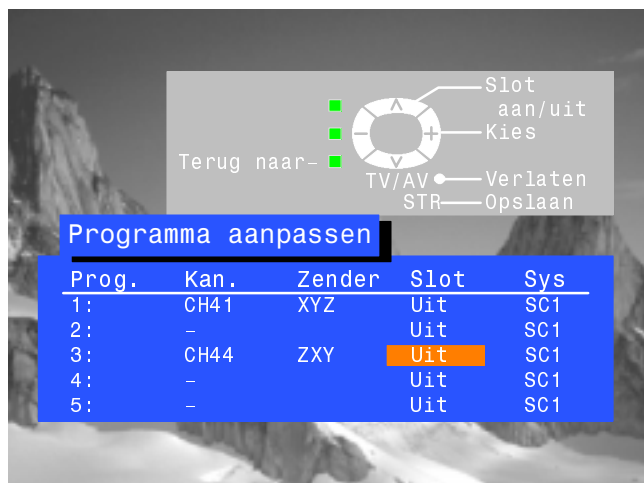 Slot
aan/uit
Kies
Terug naar
TV/AV Verlaten
STR Opslaan
Programma aanpassen
Prog. Kan. Zender Slot Sys
1: CH41 XYZ Uit SC1
2: – Uit SC1
3: CH44 ZXY Uit SC1
4: – Uit SC1
5: – Uit SC1